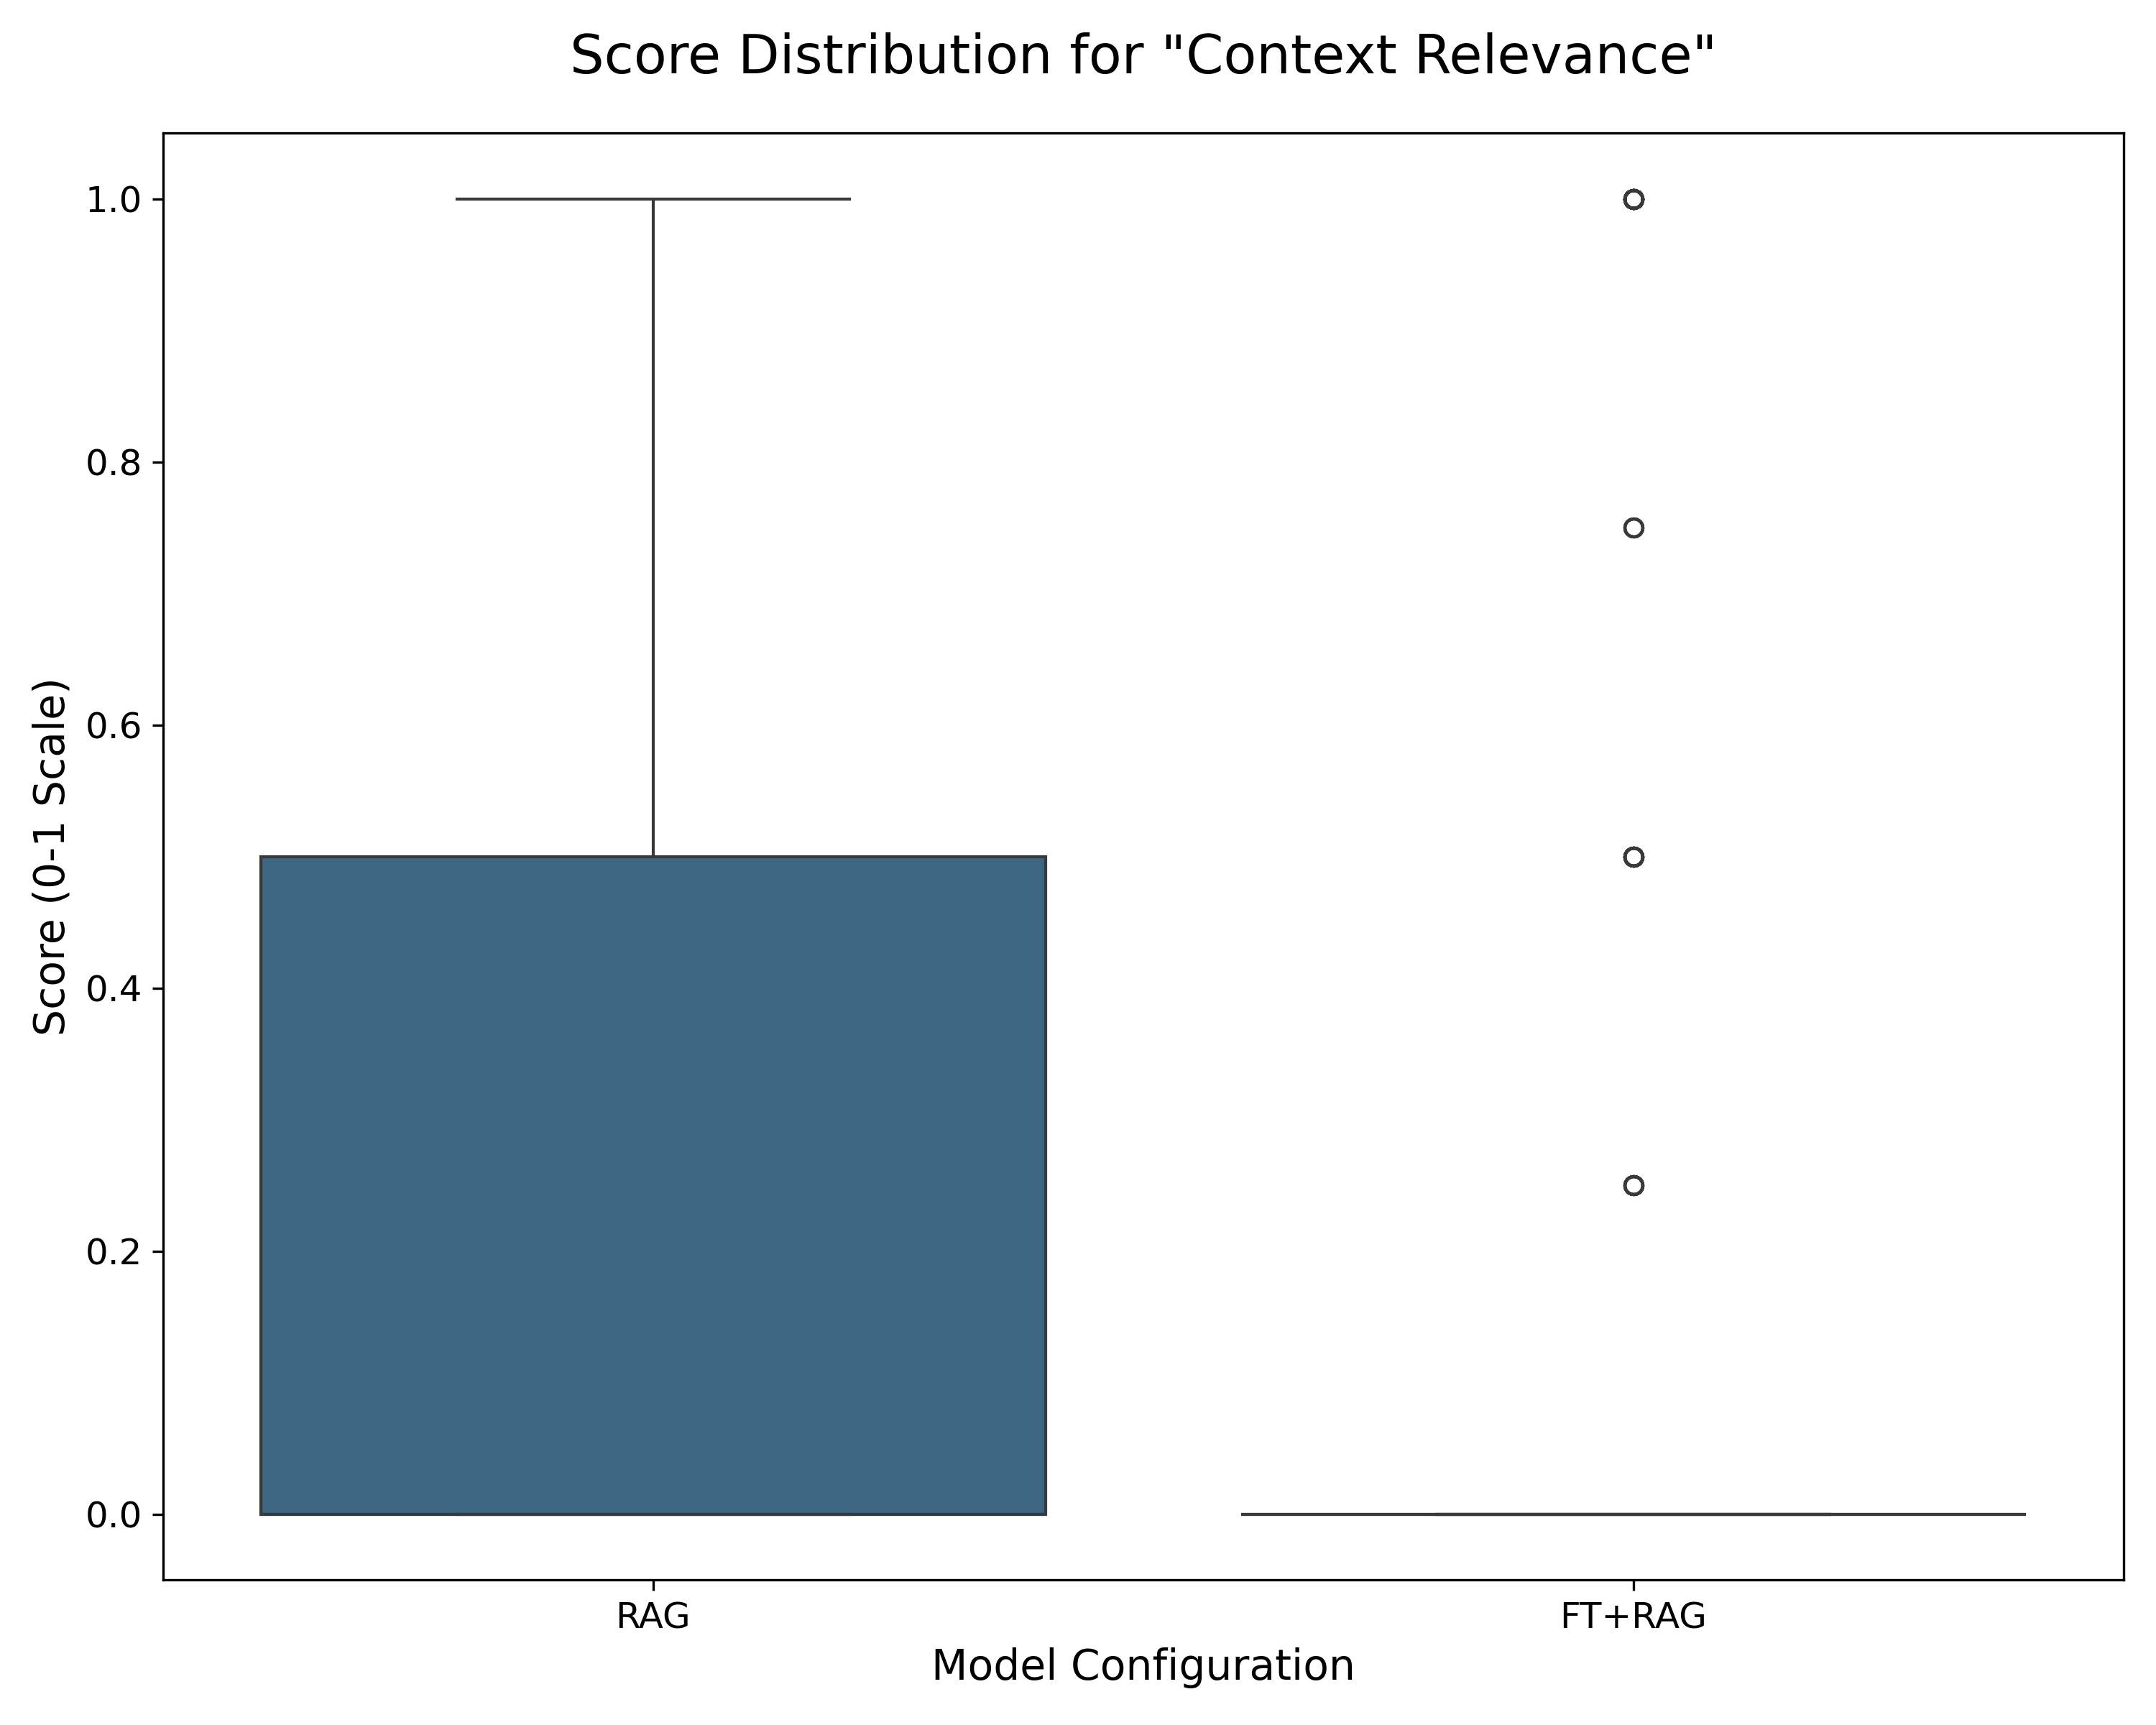 Score Distribution for "Context Relevance"
Score (0-1 Scale)
1.0
0.8
0.6
0.4
0.2
0.0
RAG
FT+RAG
Model Configuration